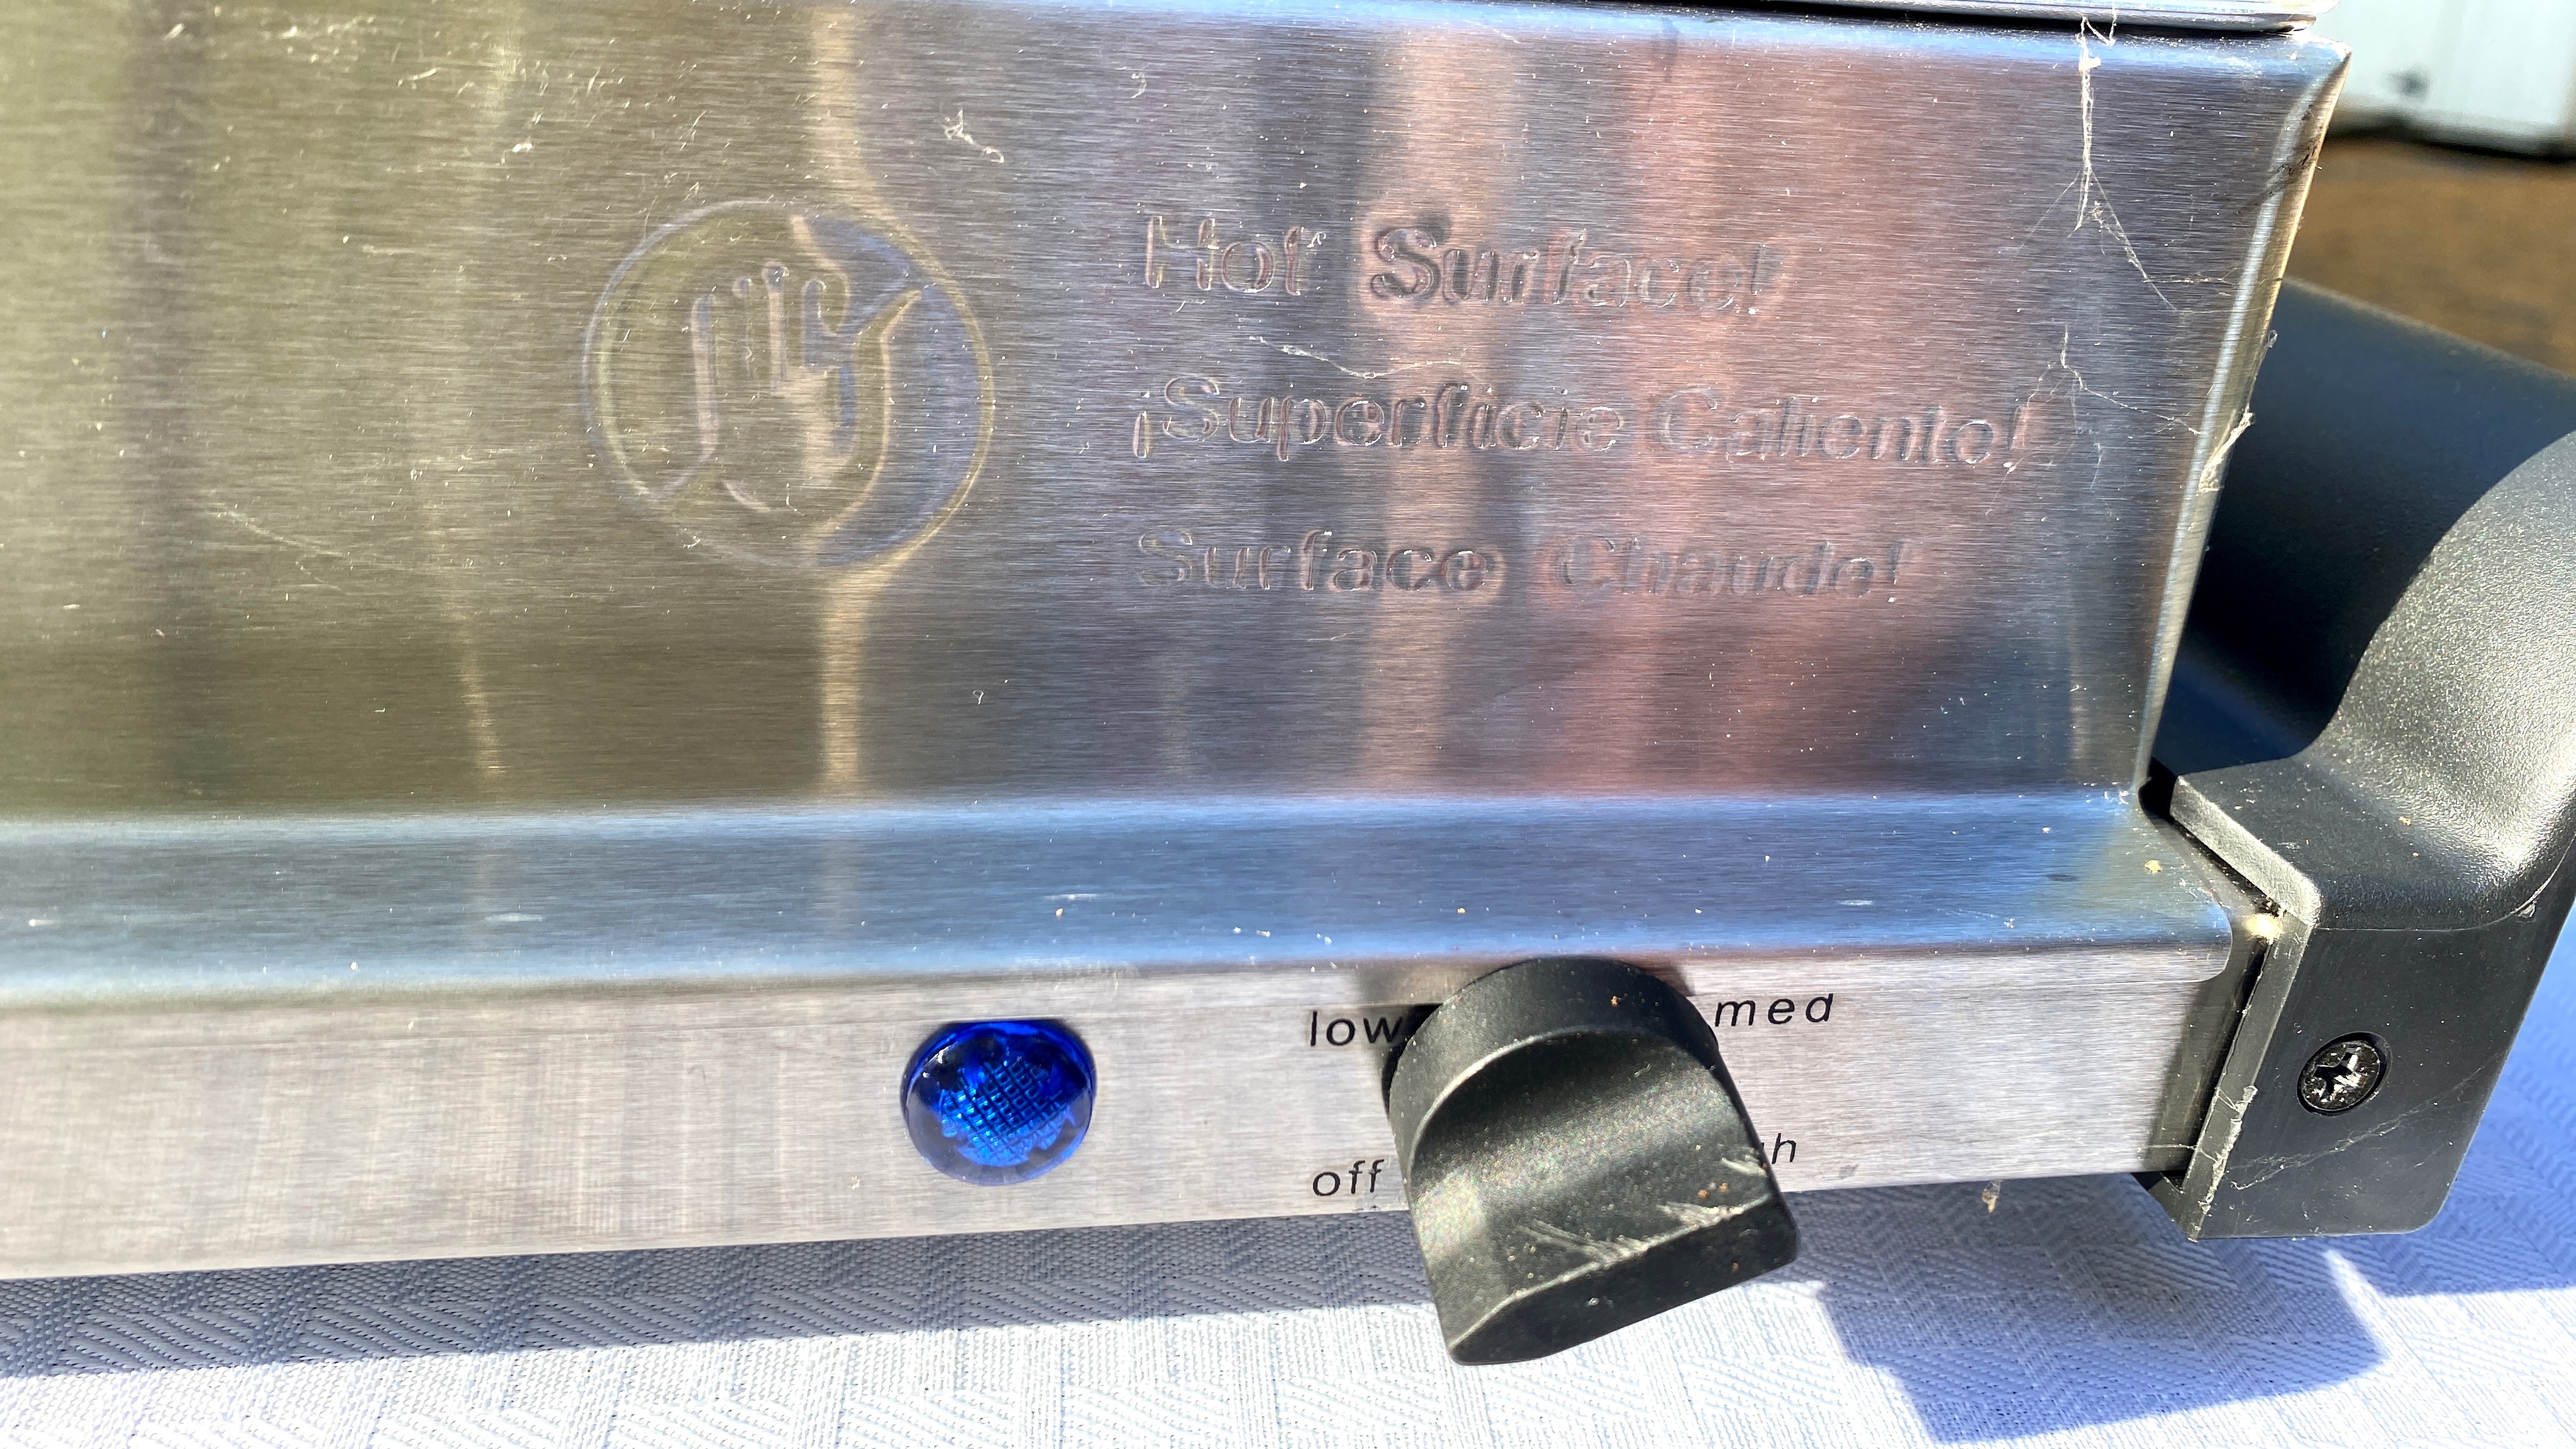 Hot Surface!
¡Superficie Caliente!
Surface Chaude!
low med
off h